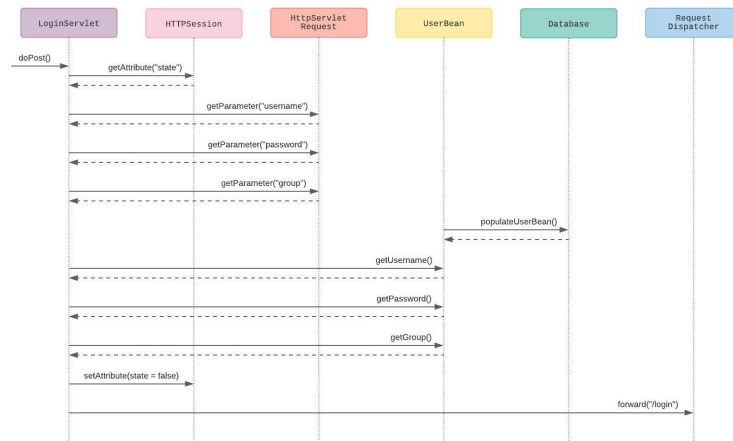 LoginServlet
HTTPSession
HttpServlet
Request
UserBean
Database
Request
Dispatcher
doPost()
getAttribute("state")
getParameter("username")
getParameter("password")
getParameter("group")
populateUserBean()
getUsername()
getPassword()
getGroup()
setAttribute(state = false)
forward("/login")